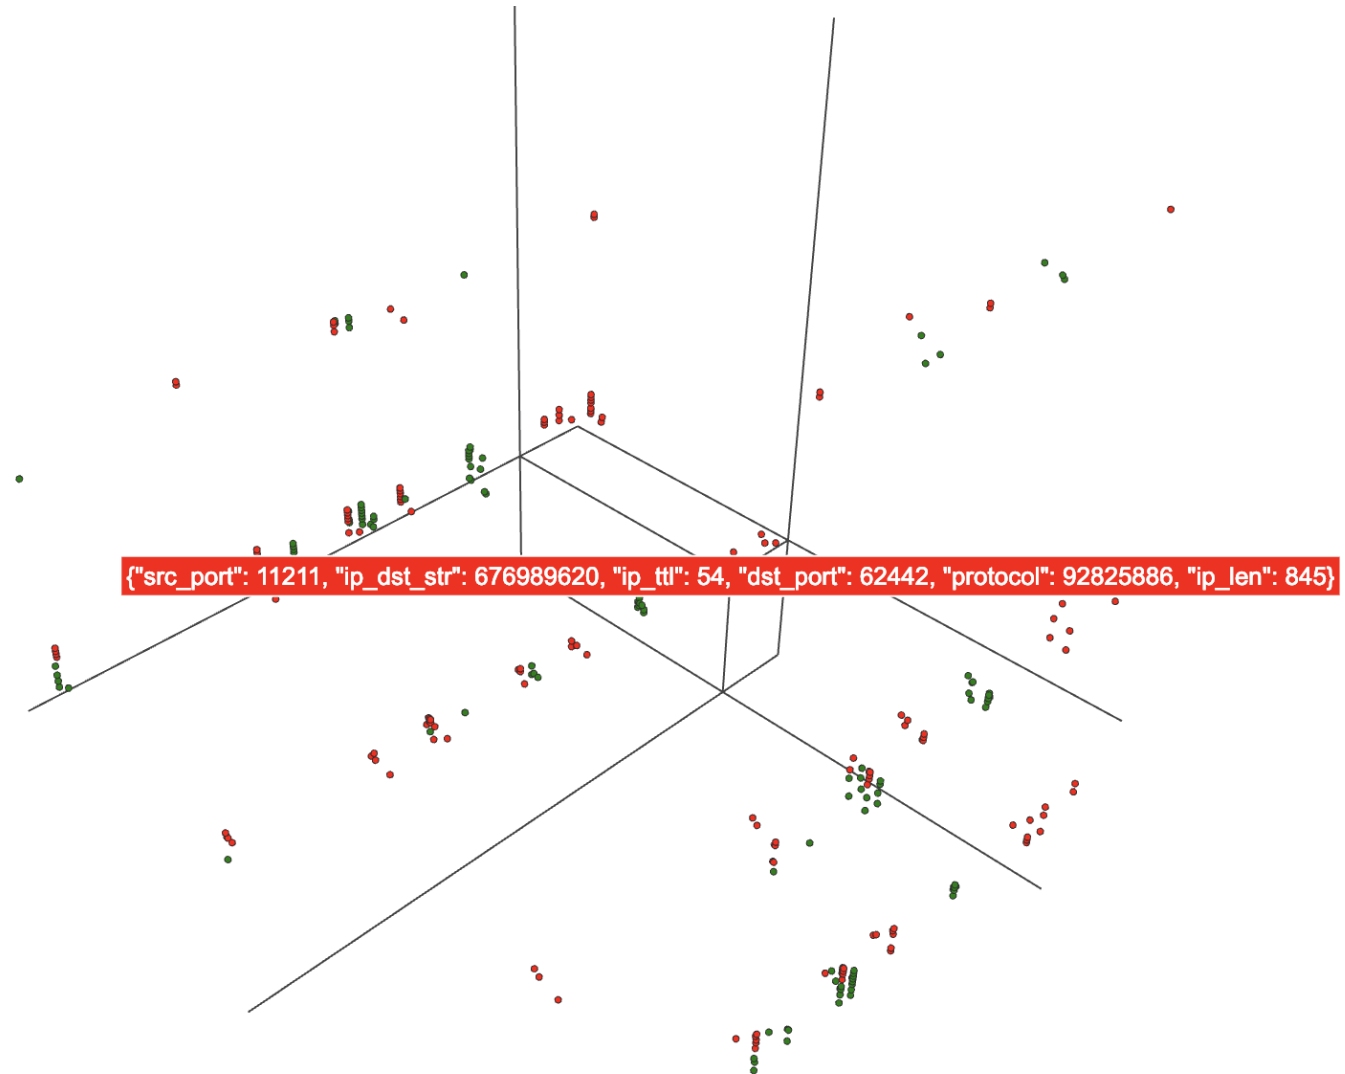 {"src_port": 11211, "ip_dst_str": 676989620, "ip_ttl": 54, "dst_port": 62442, "protocol": 92825886, "ip_len": 845}